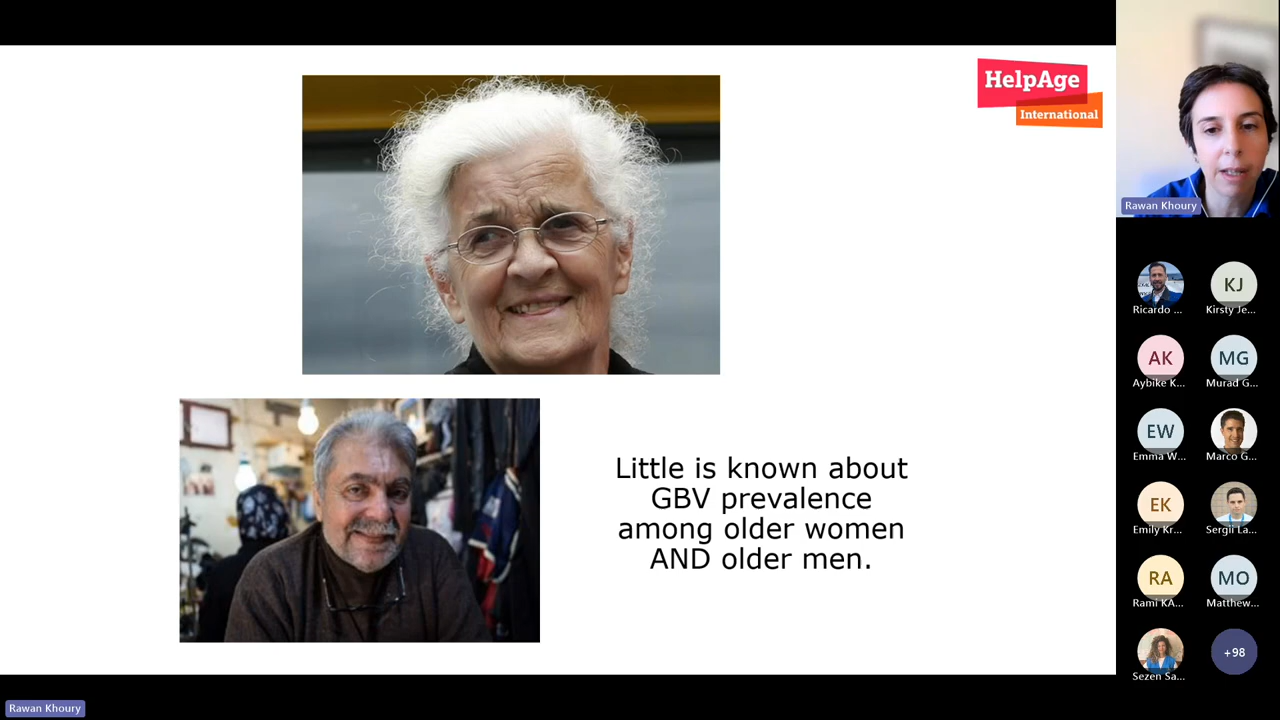 HelpAge
International
Little is known about
GBV prevalence
among older women
AND older men.
Rawan Khoury
Ricardo ...
KJ
Kirsty Je...
AK
Aybike K...
MG
Murad G...
EW
Emma W...
Marco G...
EK
Emily Kr...
Sergii La...
RA
Rami KA...
MO
Matthew...
Sezen Sa...
+98
Rawan Khoury